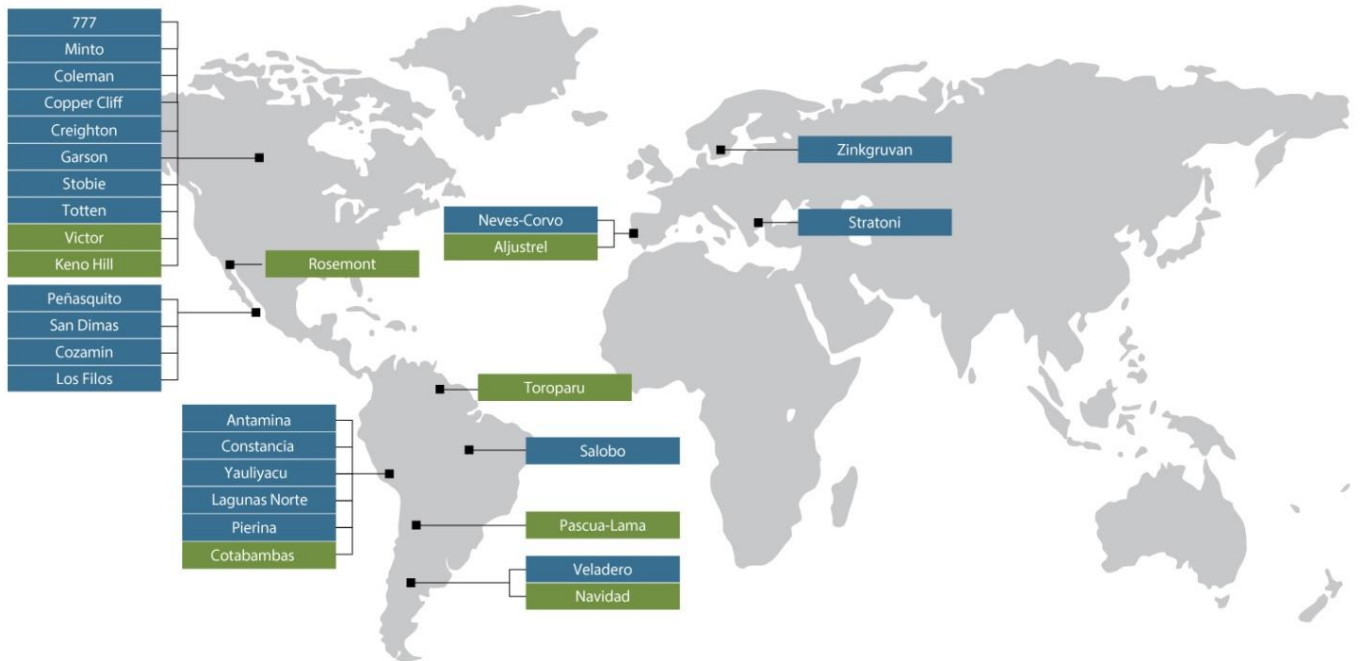 777
Minto
Coleman
Copper Cliff
Creighton
Garson
Stobie
Totten
Victor
Keno Hill
Rosemont
Peñasquito
San Dimas
Cozamin
Los Filos
Neves-Corvo
Aljustrel
Zinkgruvan
Stratoni
Toroparu
Antamina
Constancia
Yauliyacu
Lagunas Norte
Pierina
Cotabambas
Salobo
Pascua-Lama
Veladero
Navidad